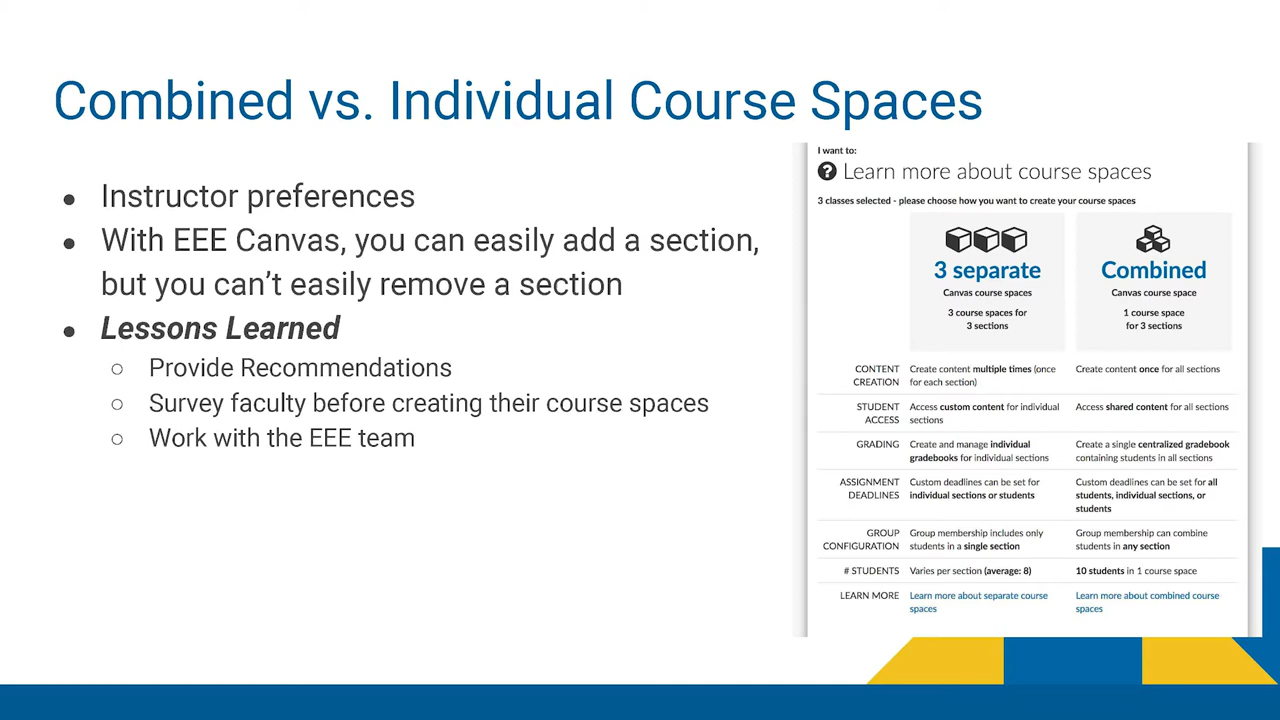 Combined vs. Individual Course Spaces
● Instructor preferences
● With EEE Canvas, you can easily add a section,
but you can’t easily remove a section
● Lessons Learned
○ Provide Recommendations
○ Survey faculty before creating their course spaces
○ Work with the EEE team
I want to:
Learn more about course spaces
3 classes selected - please choose how you want to create your course spaces
3 separate
Canvas course spaces
3 course spaces for
3 sections
Combined
Canvas course space
1 course space
for 3 sections
CONTENT
CREATION
Create content multiple times (once
for each section)
Create content once for all sections
STUDENT
ACCESS
Access custom content for individual
sections
Access shared content for all sections
GRADING
Create and manage individual
gradebooks for individual sections
Create a single centralized gradebook
containing students in all sections
ASSIGNMENT
DEADLINES
Custom deadlines can be set for
individual sections or students
Custom deadlines can be set for all
students, individual sections, or
students
GROUP
CONFIGURATION
Group membership includes only
students in a single section
Group membership can combine
students in any section
# STUDENTS
Varies per section (average: 8)
10 students in 1 course space
LEARN MORE
Learn more about separate course
spaces
Learn more about combined course
spaces